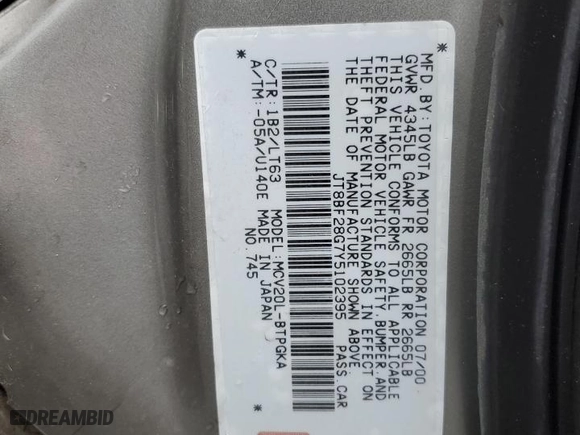 MFD. BY: TOYOTA MOTOR CORPORATION 07/00
GVWR 4345LB GAWR FR 2665LB RR 2665LB
THIS VEHICLE CONFORMS TO ALL APPLICABLE
FEDERAL MOTOR VEHICLE SAFETY, BUMPER, AND
THEFT PREVENTION STANDARDS IN EFFECT ON
THE DATE OF MANUFACTURE SHOWN ABOVE.
JT8BF28G7Y5102395 PASS. CAR
* *
C/TR: 1B2/LT63 MODEL: MCV20L-BTPGKA
A/TM: -05A/U140E MADE IN JAPAN
NO. 745
DREAMBID